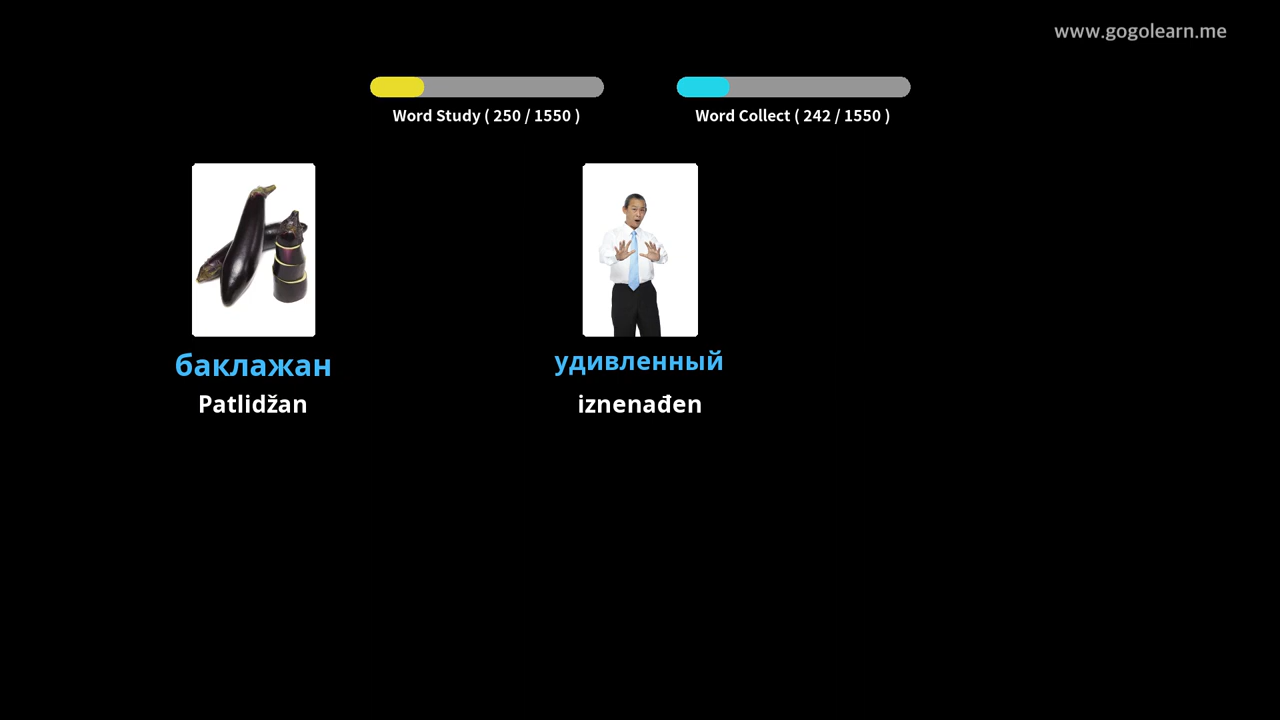 www.gogolearn.me
Word Study ( 250 / 1550 )
Word Collect ( 242 / 1550 )
баклажан
Patlidžan
удивленный
iznenađen